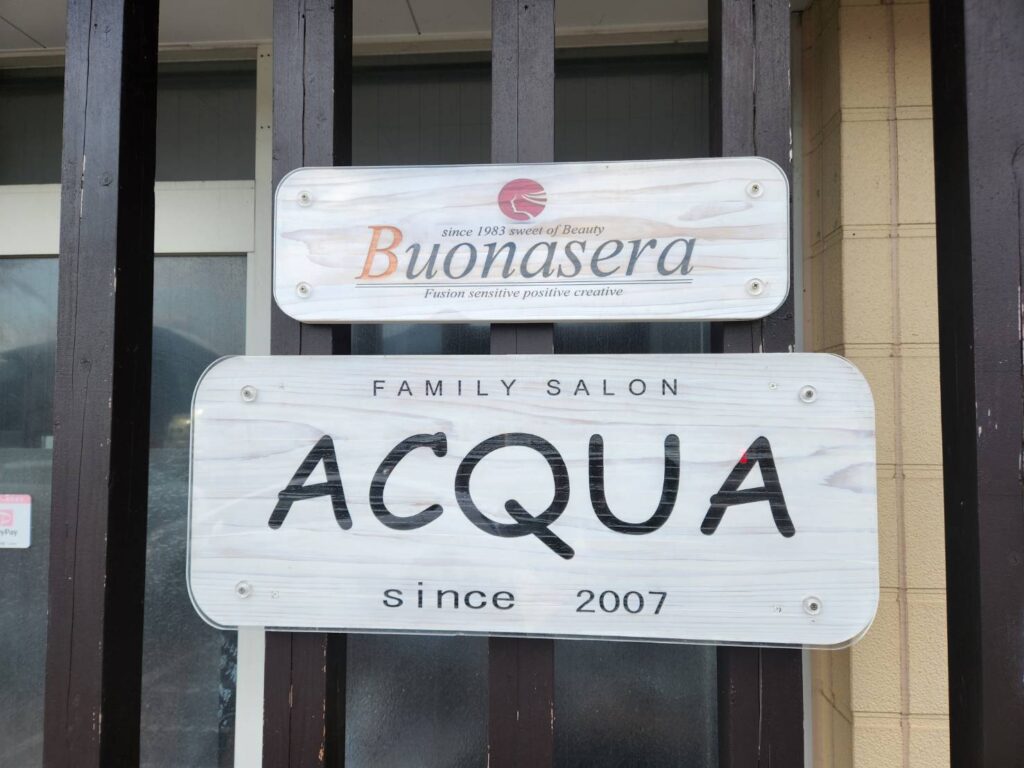 since 1983 sweet of Beauty
Buonasera
Fusion sensitive positive creative
FAMILY SALON
ACQUA
since 2007